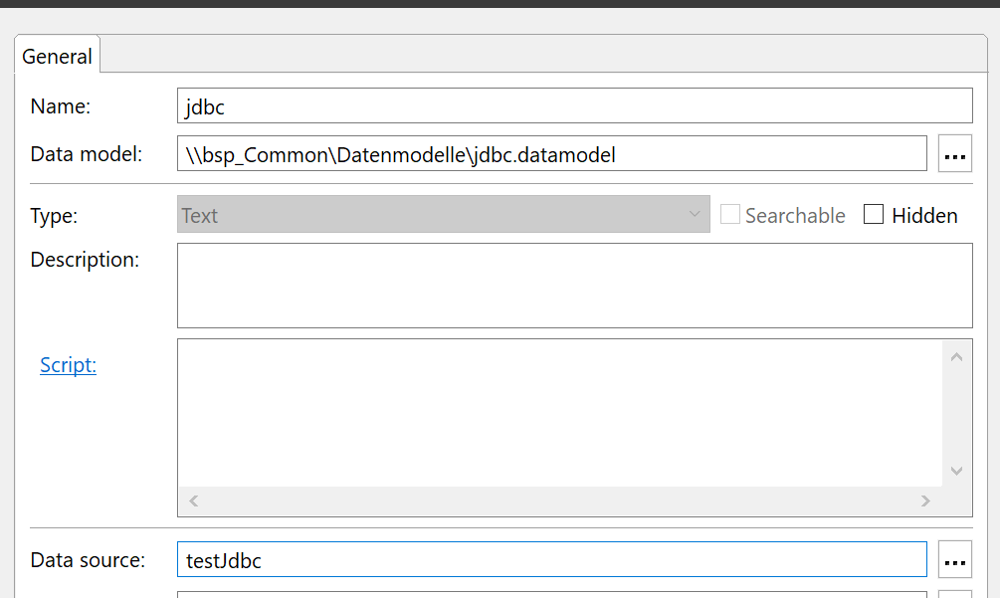 General
Name: jdbc
Data model: \\bsp_Common\Datenmodelle\jdbc.datamodel ...
Type: Text Searchable Hidden
Description:
Script:
Data source: testJdbc ...